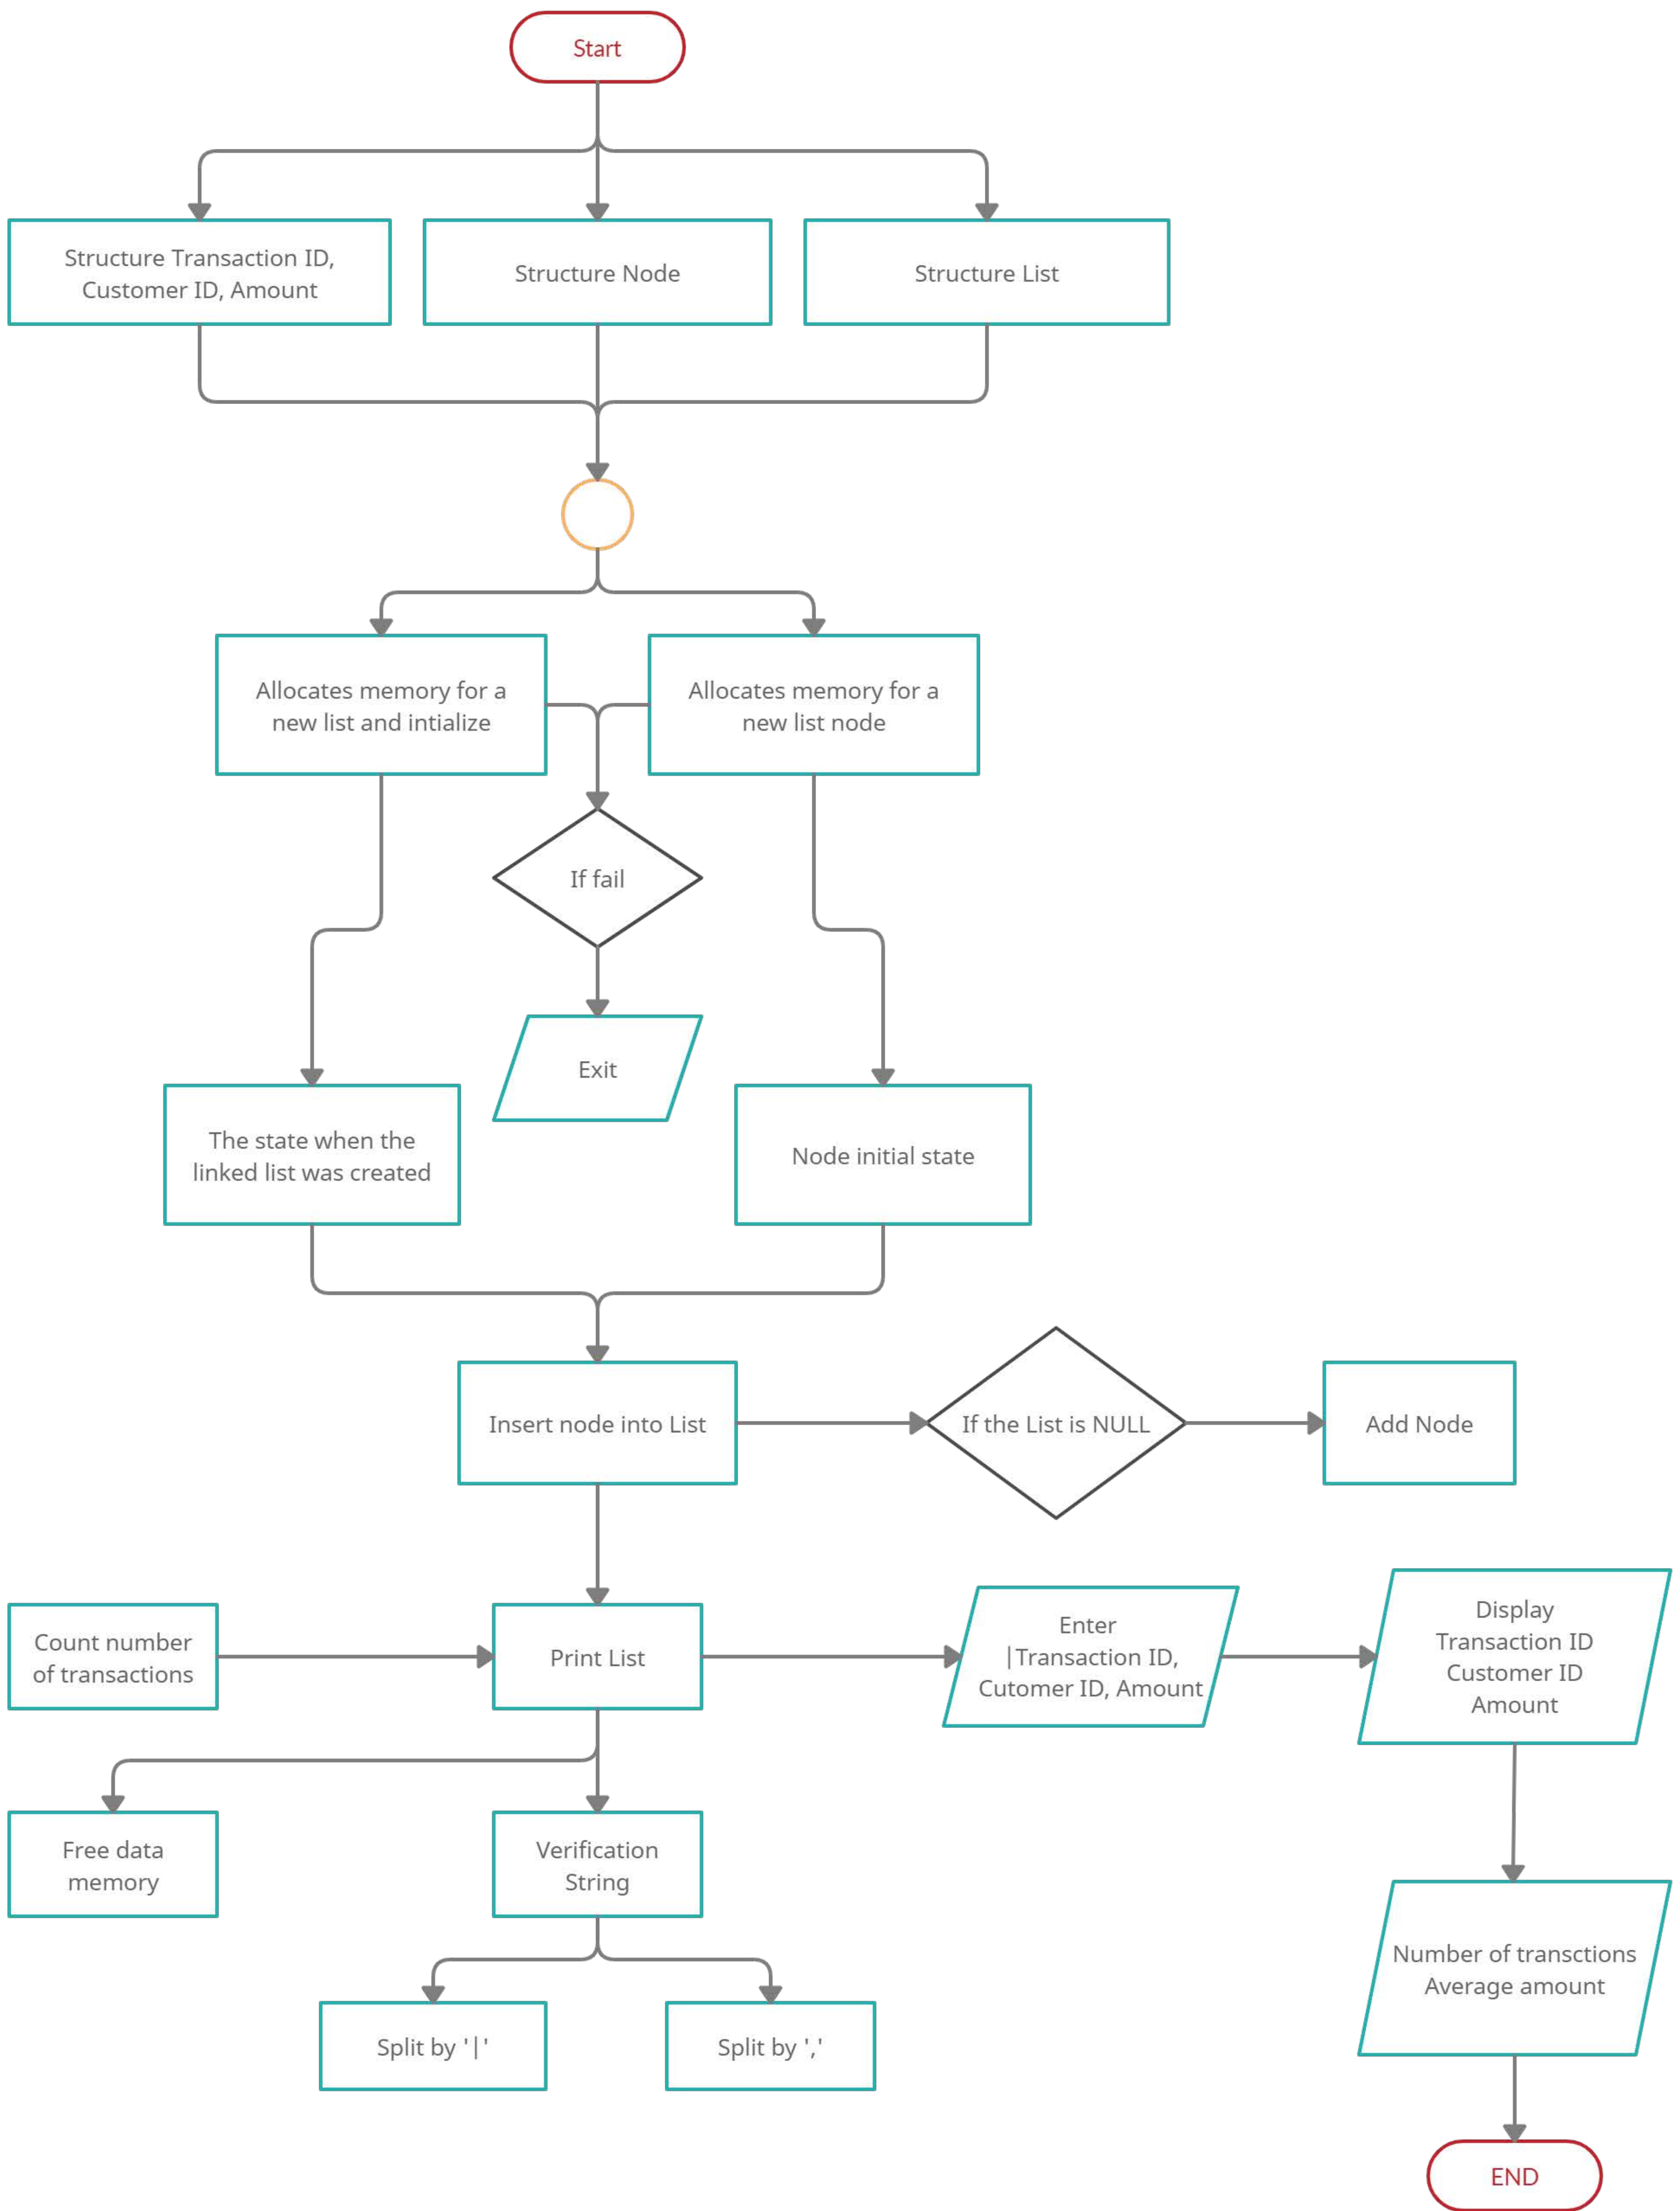 Start
Structure Transaction ID,
Customer ID, Amount
Structure Node
Structure List
Allocates memory for a
new list and intialize
Allocates memory for a
new list node
If fail
Exit
The state when the
linked list was created
Node initial state
Insert node into List
If the List is NULL
Add Node
Count number
of transactions
Print List
Enter
|Transaction ID,
Cutomer ID, Amount
Display
Transaction ID
Customer ID
Amount
Free data
memory
Verification
String
Number of transctions
Average amount
Split by '|'
Split by ','
END